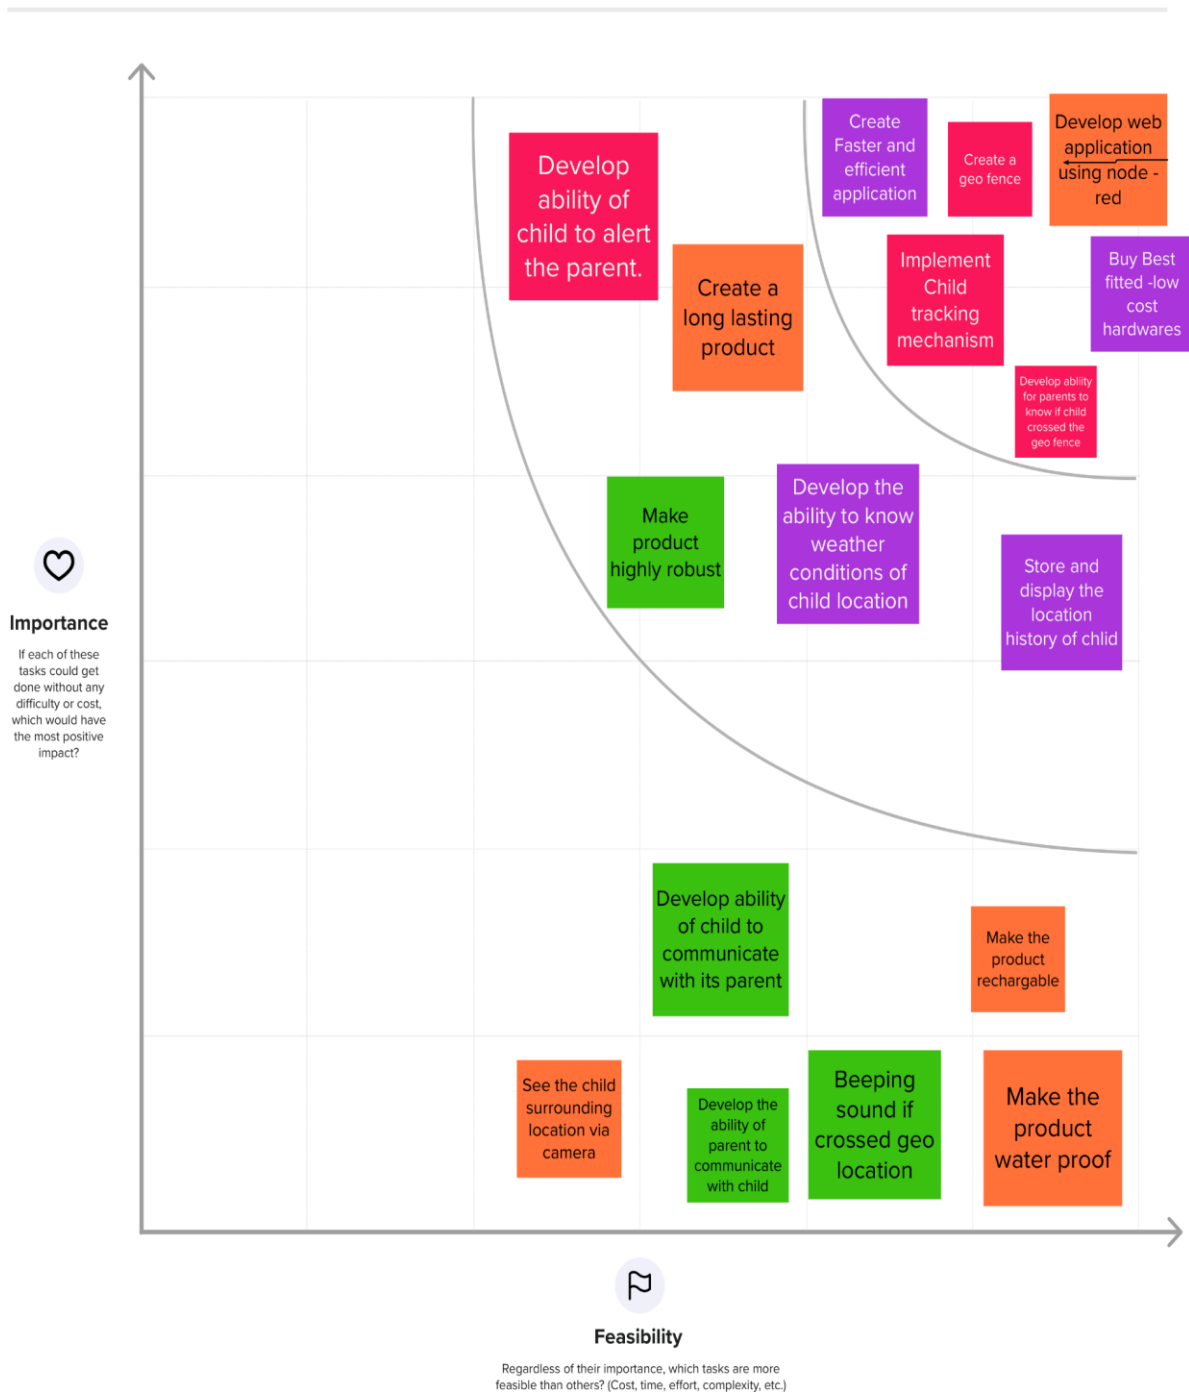 Develop
ability of
child to alert
the parent.
Create a
long lasting
product
Create
Faster and
efficient
application
Create a
geo fence
Develop web
application
using node -
red
Implement
Child
tracking
mechanism
Buy Best
fitted -low
cost
hardwares
Develop abliity
for parents to
know if child
crossed the
geo fence
Make
product
highly robust
Develop the
ability to know
weather
conditions of
child location
Store and
display the
location
history of chlid
Importance
If each of these
tasks could get
done without any
difficulty or cost,
which would have
the most positive
impact?
Develop ability
of child to
communicate
with its parent
Make the
product
rechargable
See the child
surrounding
location via
camera
Develop the
ability of
parent to
communicate
with child
Beeping
sound if
crossed geo
location
Make the
product
water proof
Feasibility
Regardless of their importance, which tasks are more
feasible than others? (Cost, time, effort, complexity, etc.)